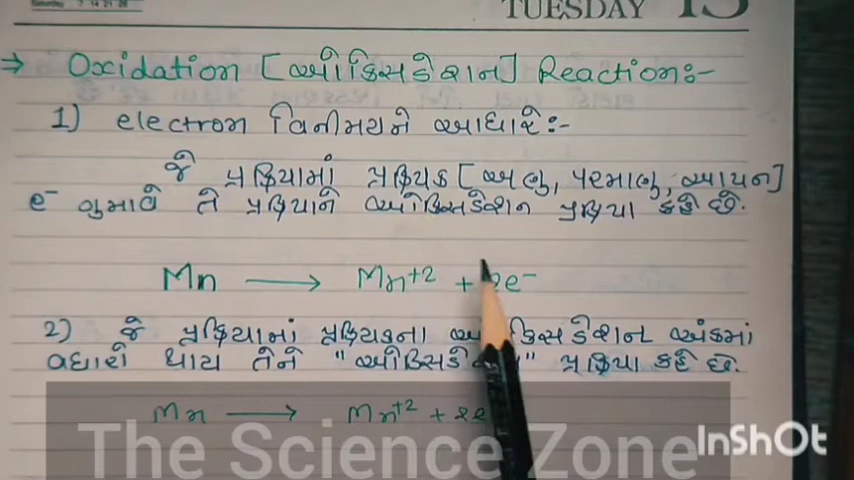 TUESDAY 13
⇒ Oxidation [ઓક્સિડેશન] Reaction:-
1) electron વિનીમયને આધારે:-
જે પ્રક્રિયામાં પ્રક્રિયક [અણુ, પરમાણુ, આયન]
e⁻ ગુમાવે તે પ્રક્રિયાને ઓક્સિડેશન પ્રક્રિયા કહે છે.
Mn ⟶ Mn⁺² + 2e⁻
2) જે પ્રક્રિયાનાં પ્રક્રિયકના ઓક્સિડેશન અંકમાં
વધારો થાય તેને "ઓક્સિડેશન" પ્રક્રિયા કહે છે.
Mn ⟶ Mn⁺² + 2e
The Science Zone
InShOt